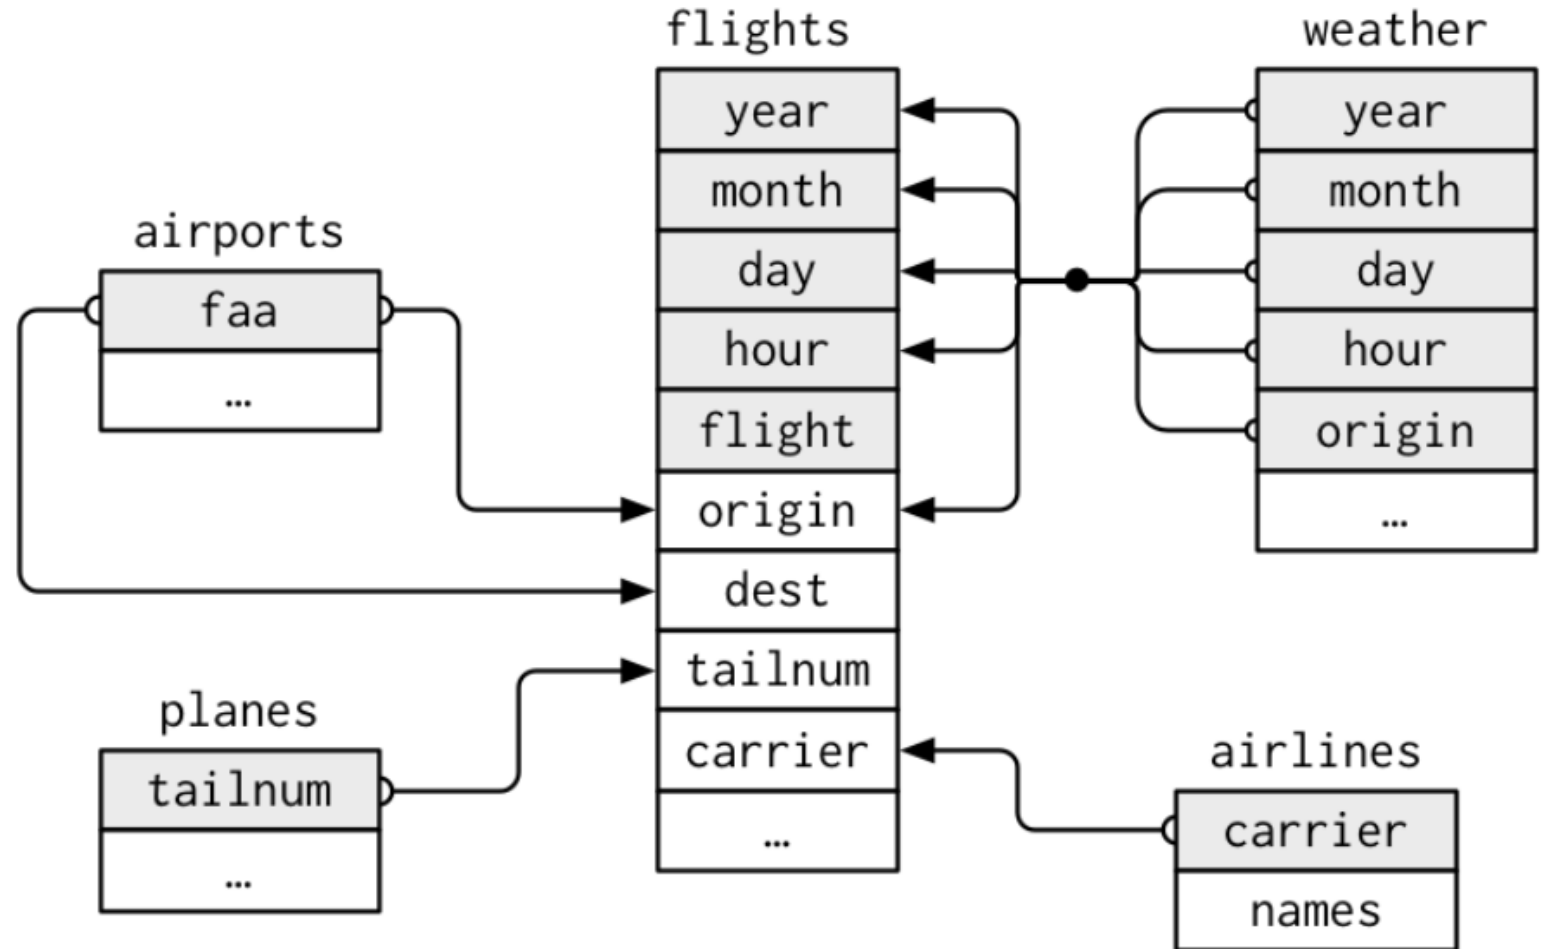 flights
year
month
day
hour
flight
origin
dest
tailnum
carrier
…
weather
year
month
day
hour
origin
…
airports
faa
…
planes
tailnum
…
airlines
carrier
names